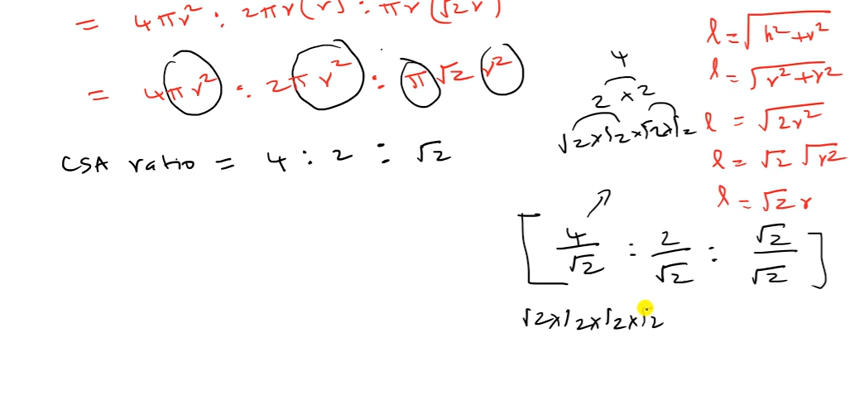 = 4πr² : 2πr(r) : πr(√2r)
= 4πr² : 2πr² : π√2 r²
CSA ratio = 4 : 2 : √2
4
2 × 2
√2×√2×√2×√2
l = √h²+r²
l = √r²+r²
l = √2r²
l = √2 √r²
l = √2 r
[4/√2 : 2/√2 : √2/√2]
√2×√2×√2×√2